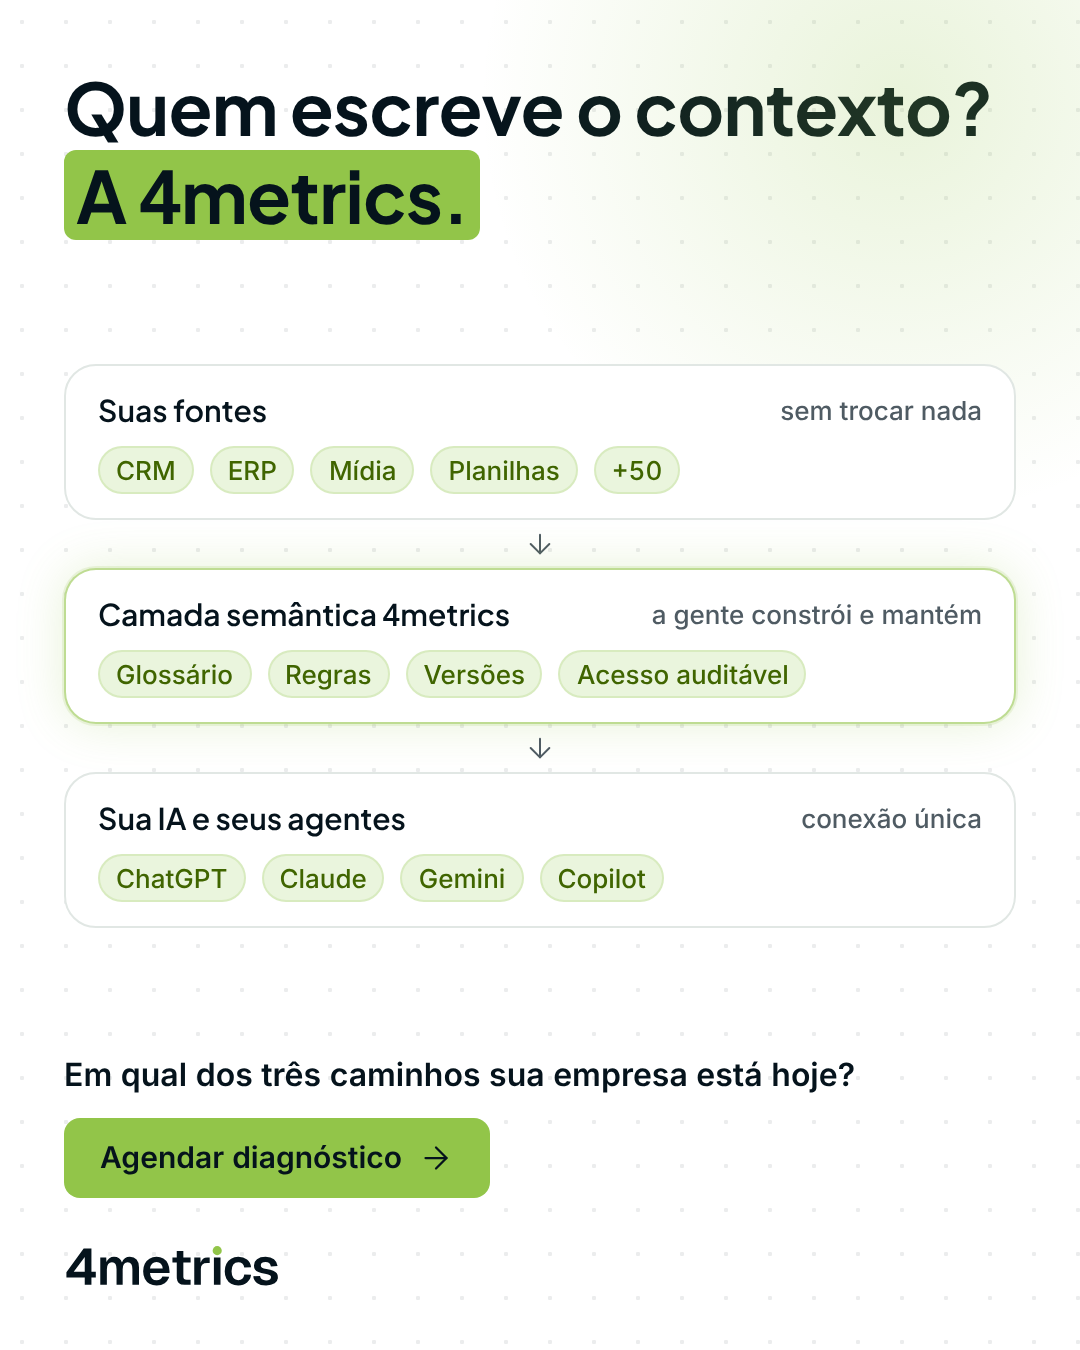 Quem escreve o contexto?
A 4metrics.
Suas fontes
sem trocar nada
CRM
ERP
Mídia
Planilhas
+50
Camada semântica 4metrics
a gente constrói e mantém
Glossário
Regras
Versões
Acesso auditável
Sua IA e seus agentes
conexão única
ChatGPT
Claude
Gemini
Copilot
Em qual dos três caminhos sua empresa está hoje?
Agendar diagnóstico
4metrics